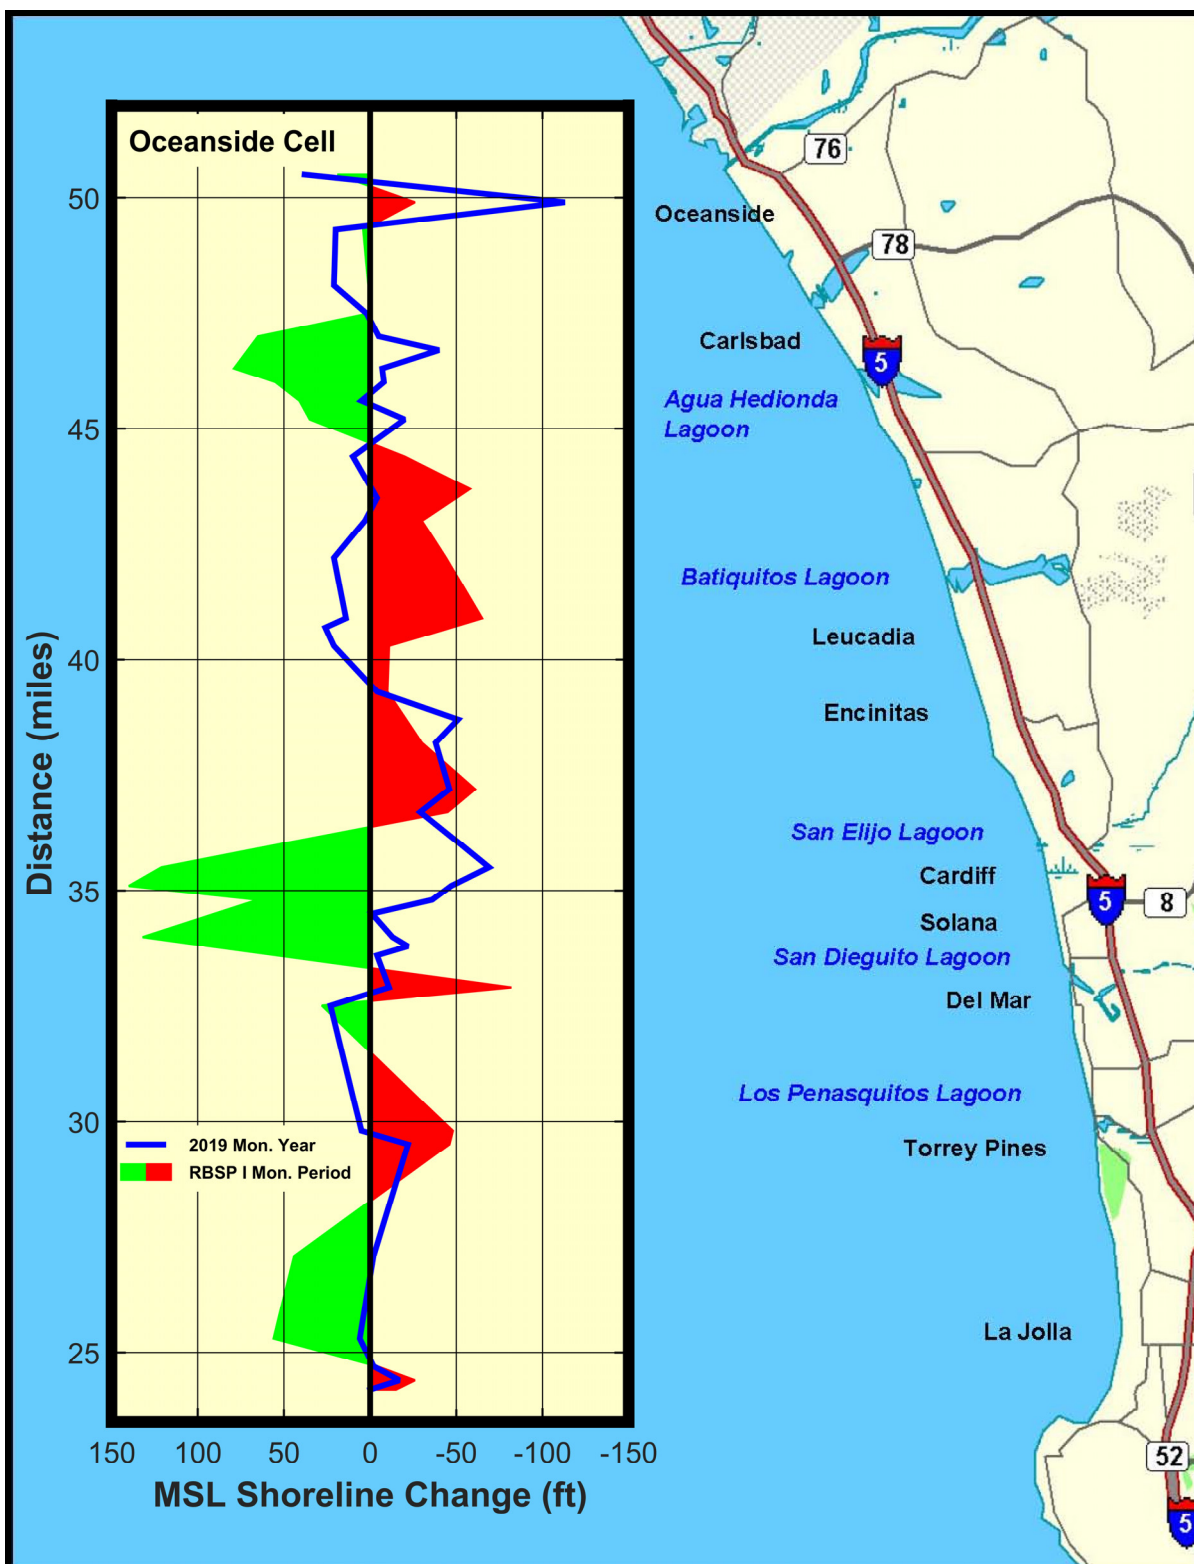 Oceanside Cell
50
45
40
35
30
25
Distance (miles)
2019 Mon. Year
RBSP I Mon. Period
150 100 50 0 -50 -100 -150
MSL Shoreline Change (ft)
76
Oceanside
78
Carlsbad
5
Agua Hedionda
Lagoon
Batiquitos Lagoon
Leucadia
Encinitas
San Elijo Lagoon
Cardiff
5
8
Solana
San Dieguito Lagoon
Del Mar
Los Penasquitos Lagoon
Torrey Pines
La Jolla
52
5